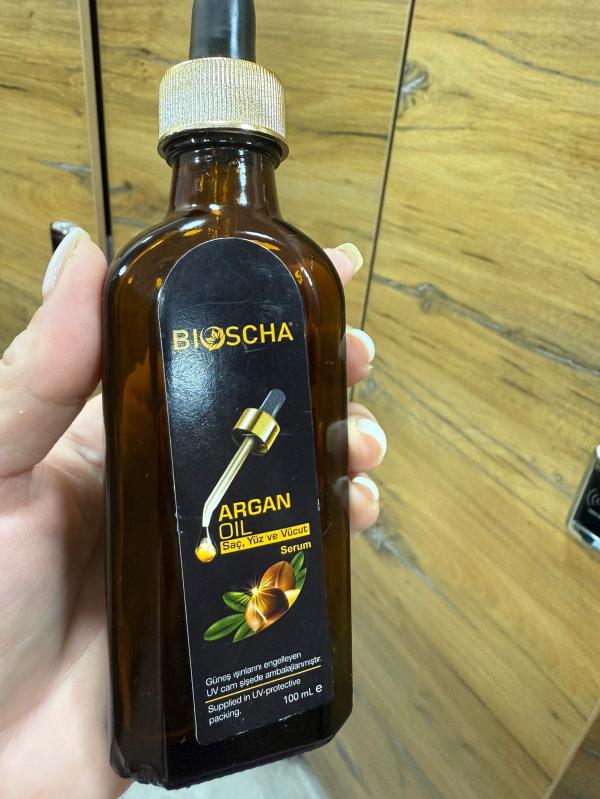 BIOSCHA
ARGAN
OIL
Saç, Yüz ve Vücut
Serum
Güneş ışınlarını engelleyen
UV cam şişede ambalajlanmıştır.
Supplied in UV-protective
packing.
100 mL e